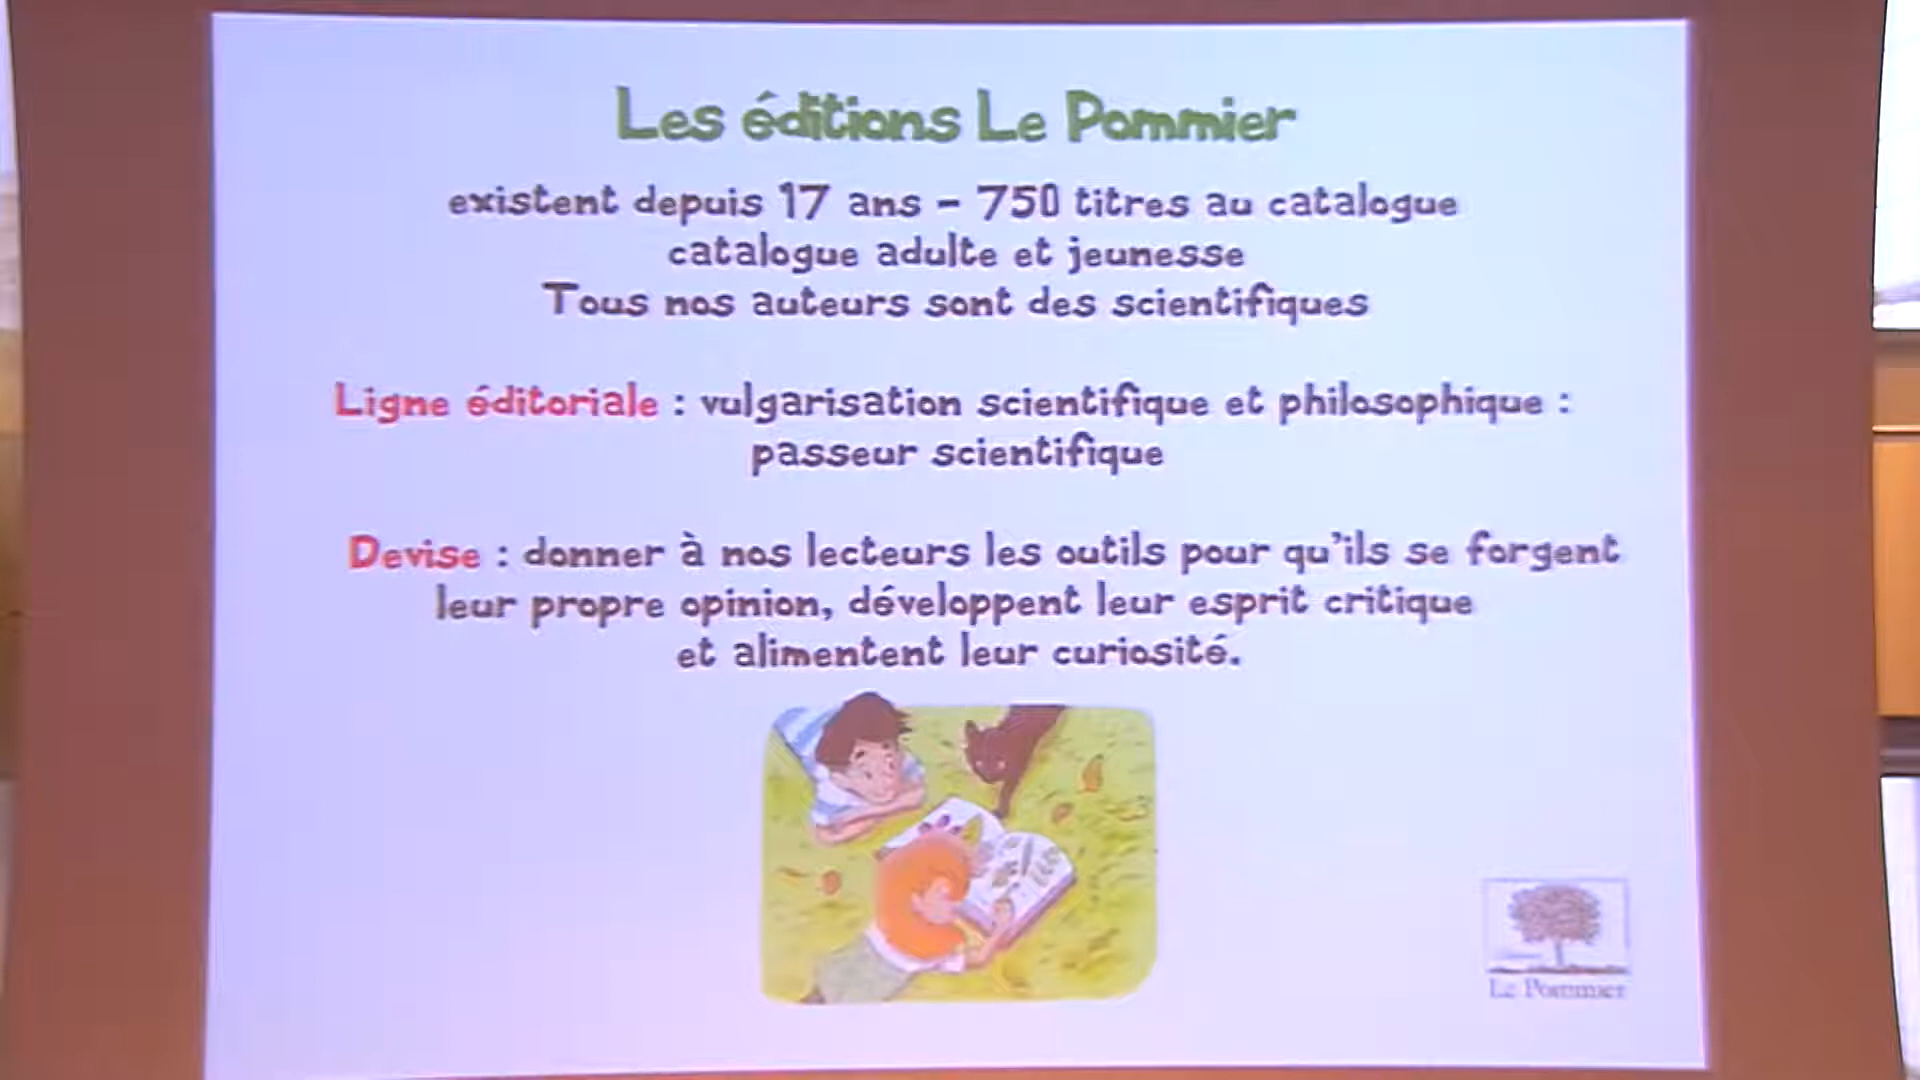 Les éditions Le Pommier
existent depuis 17 ans - 750 titres au catalogue
catalogue adulte et jeunesse
Tous nos auteurs sont des scientifiques
Ligne éditoriale : vulgarisation scientifique et philosophique :
passeur scientifique
Devise : donner à nos lecteurs les outils pour qu'ils se forgent
leur propre opinion, développent leur esprit critique
et alimentent leur curiosité.
Le Pommier